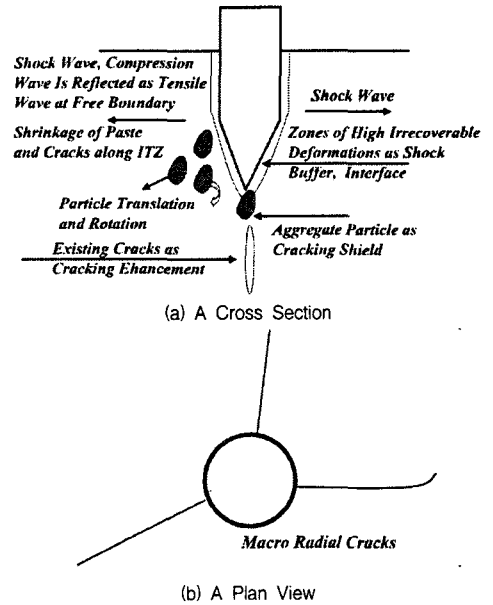 Shock Wave, Compression
Wave Is Reflected as Tensile
Wave at Free Boundary
Shock Wave
Shrinkage of Paste
and Cracks along ITZ
Zones of High Irrecoverable
Deformations as Shock
Buffer, Interface
Particle Translation
and Rotation
Aggregate Particle as
Cracking Shield
Existing Cracks as
Cracking Ehancement
(a) A Cross Section
Macro Radial Cracks
(b) A Plan View